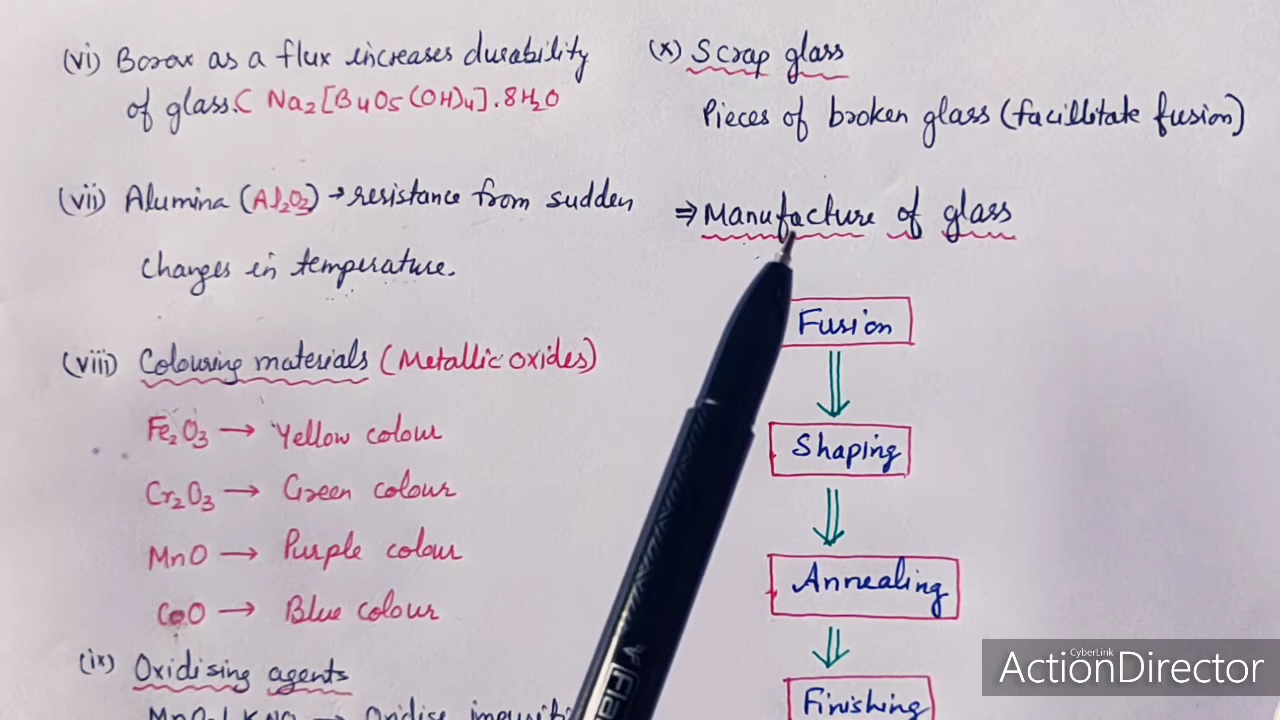 (vi) Borax as a flux increases durability
of glass.( Na2[B4O5(OH)4].8H2O
(vii) Alumina (Al2O3) → resistance from sudden
changes in temperature.
(viii) Colouring materials (Metallic oxides)
Fe2O3 → Yellow colour
Cr2O3 → Green colour
MnO → Purple colour
CoO → Blue colour
(ix) Oxidising agents
→ Oxidise
(x) Scrap glass
Pieces of broken glass (facillitate fusion)
⇒ Manufacture of glass
Fusion
Shaping
Annealing
Finishing
CyberLink
ActionDirector